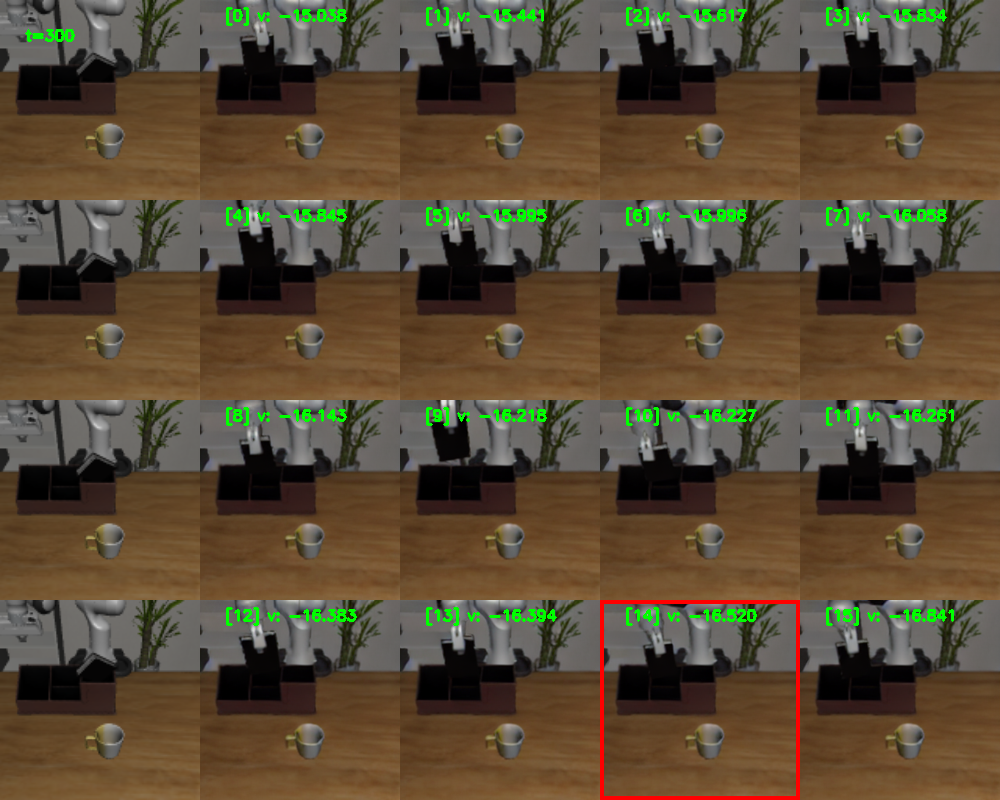 t=300
[0] v: -15.038
[1] v: -15.441
[2] v: -15.617
[3] v: -15.834
[4] v: -15.845
[5] v: -15.995
[6] v: -15.996
[7] v: -16.058
[8] v: -16.143
[9] v: -16.218
[10] v: -16.227
[11] v: -16.261
[12] v: -16.383
[13] v: -16.394
[14] v: -16.520
[15] v: -16.841